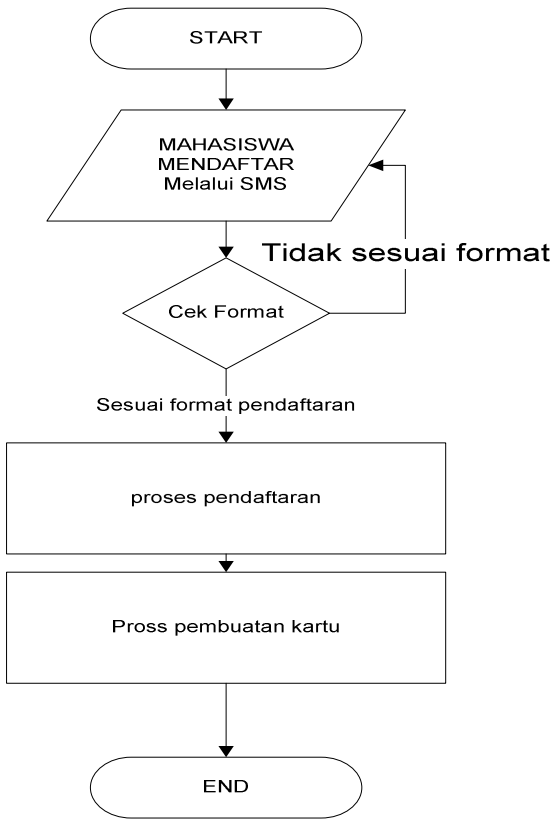 START
MAHASISWA
MENDAFTAR
Melalui SMS
Tidak sesuai format
Cek Format
Sesuai format pendaftaran
proses pendaftaran
Pross pembuatan kartu
END